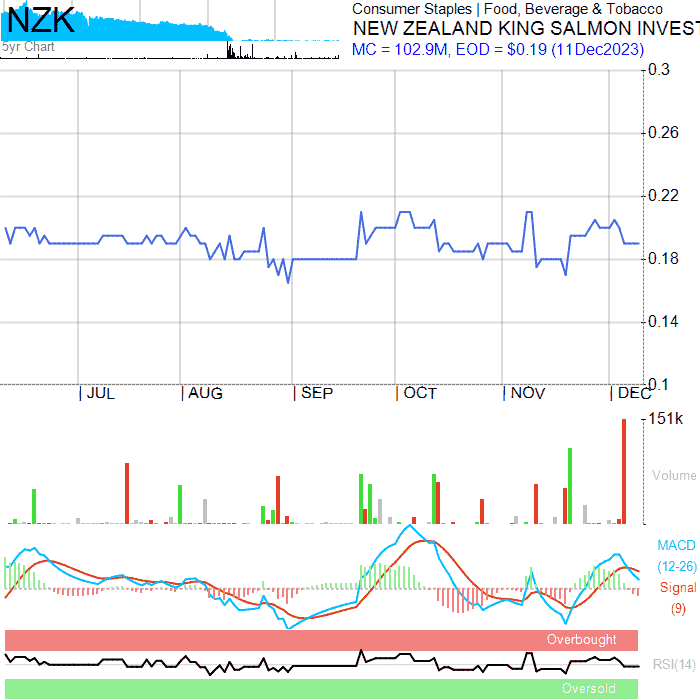 NZK
5yr Chart
Consumer Staples | Food, Beverage & Tobacco
NEW ZEALAND KING SALMON INVEST
MC = 102.9M, EOD = $0.19 (11Dec2023)
0.3
0.26
0.22
0.18
0.14
0.1
JUL
AUG
SEP
OCT
NOV
DEC
151k
Volume
MACD
(12-26)
Signal
(9)
Overbought
RSI(14)
Oversold